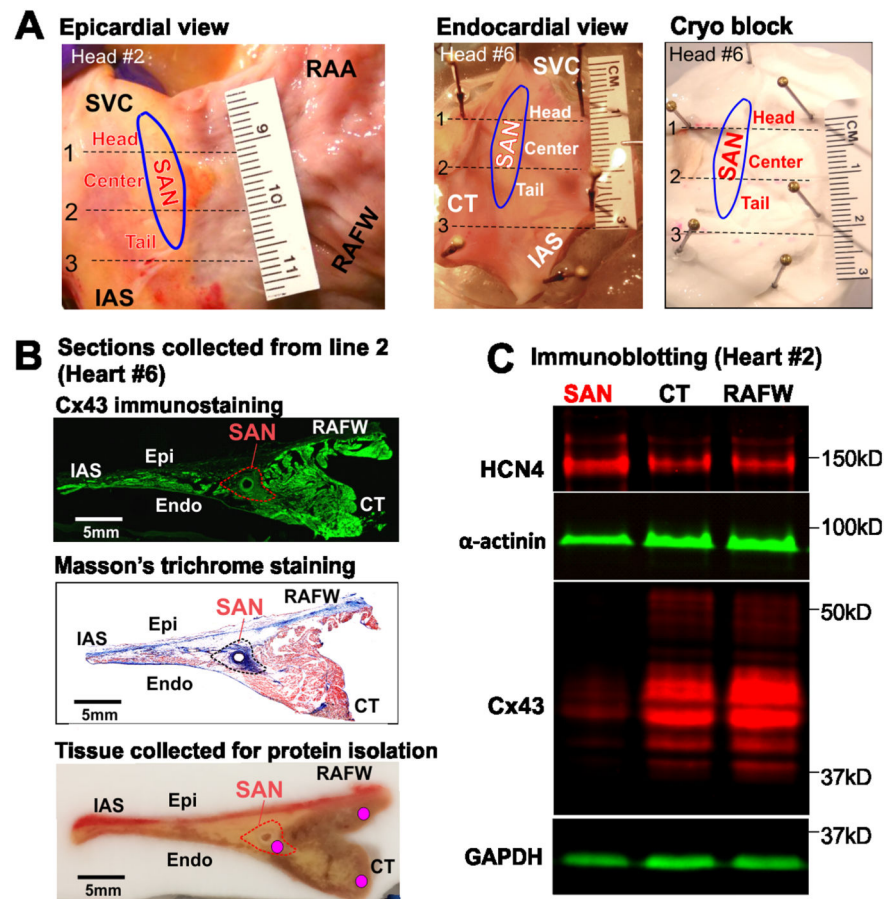 A
Epicardial view
Head #2
RAA
SVC
Head
1
SAN
Center
2
Tail
3
IAS
RAFW
9
10
11
Endocardial view
Head #6
SVC
CM
1
Head
SAN
Center
2
Tail
CT
3
IAS
3
Cryo block
Head #6
CM
1
Head
SAN
Center
1
2
Tail
2
3
3
B Sections collected from line 2
(Heart #6)
Cx43 immunostaining
RAFW
SAN
Epi
IAS
Endo
CT
5mm
Masson's trichrome staining
RAFW
SAN
Epi
IAS
Endo
CT
5mm
Tissue collected for protein isolation
RAFW
SAN
Epi
IAS
Endo
CT
5mm
C Immunoblotting (Heart #2)
SAN CT RAFW
HCN4
150kD
α-actinin
100kD
50kD
Cx43
37kD
37kD
GAPDH